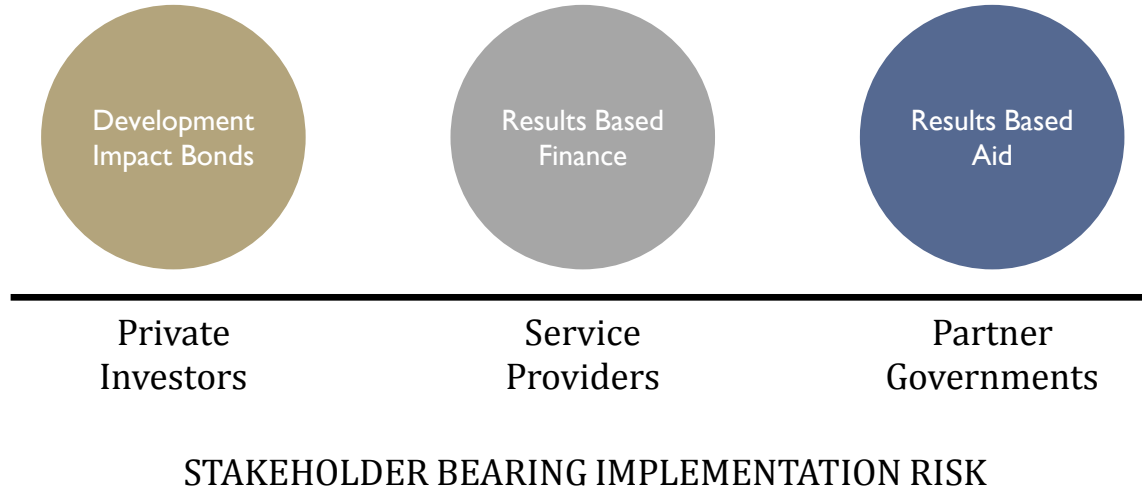 Development
Impact Bonds
Results Based
Finance
Results Based
Aid
Private
Investors
Service
Providers
Partner
Governments
STAKEHOLDER BEARING IMPLEMENTATION RISK